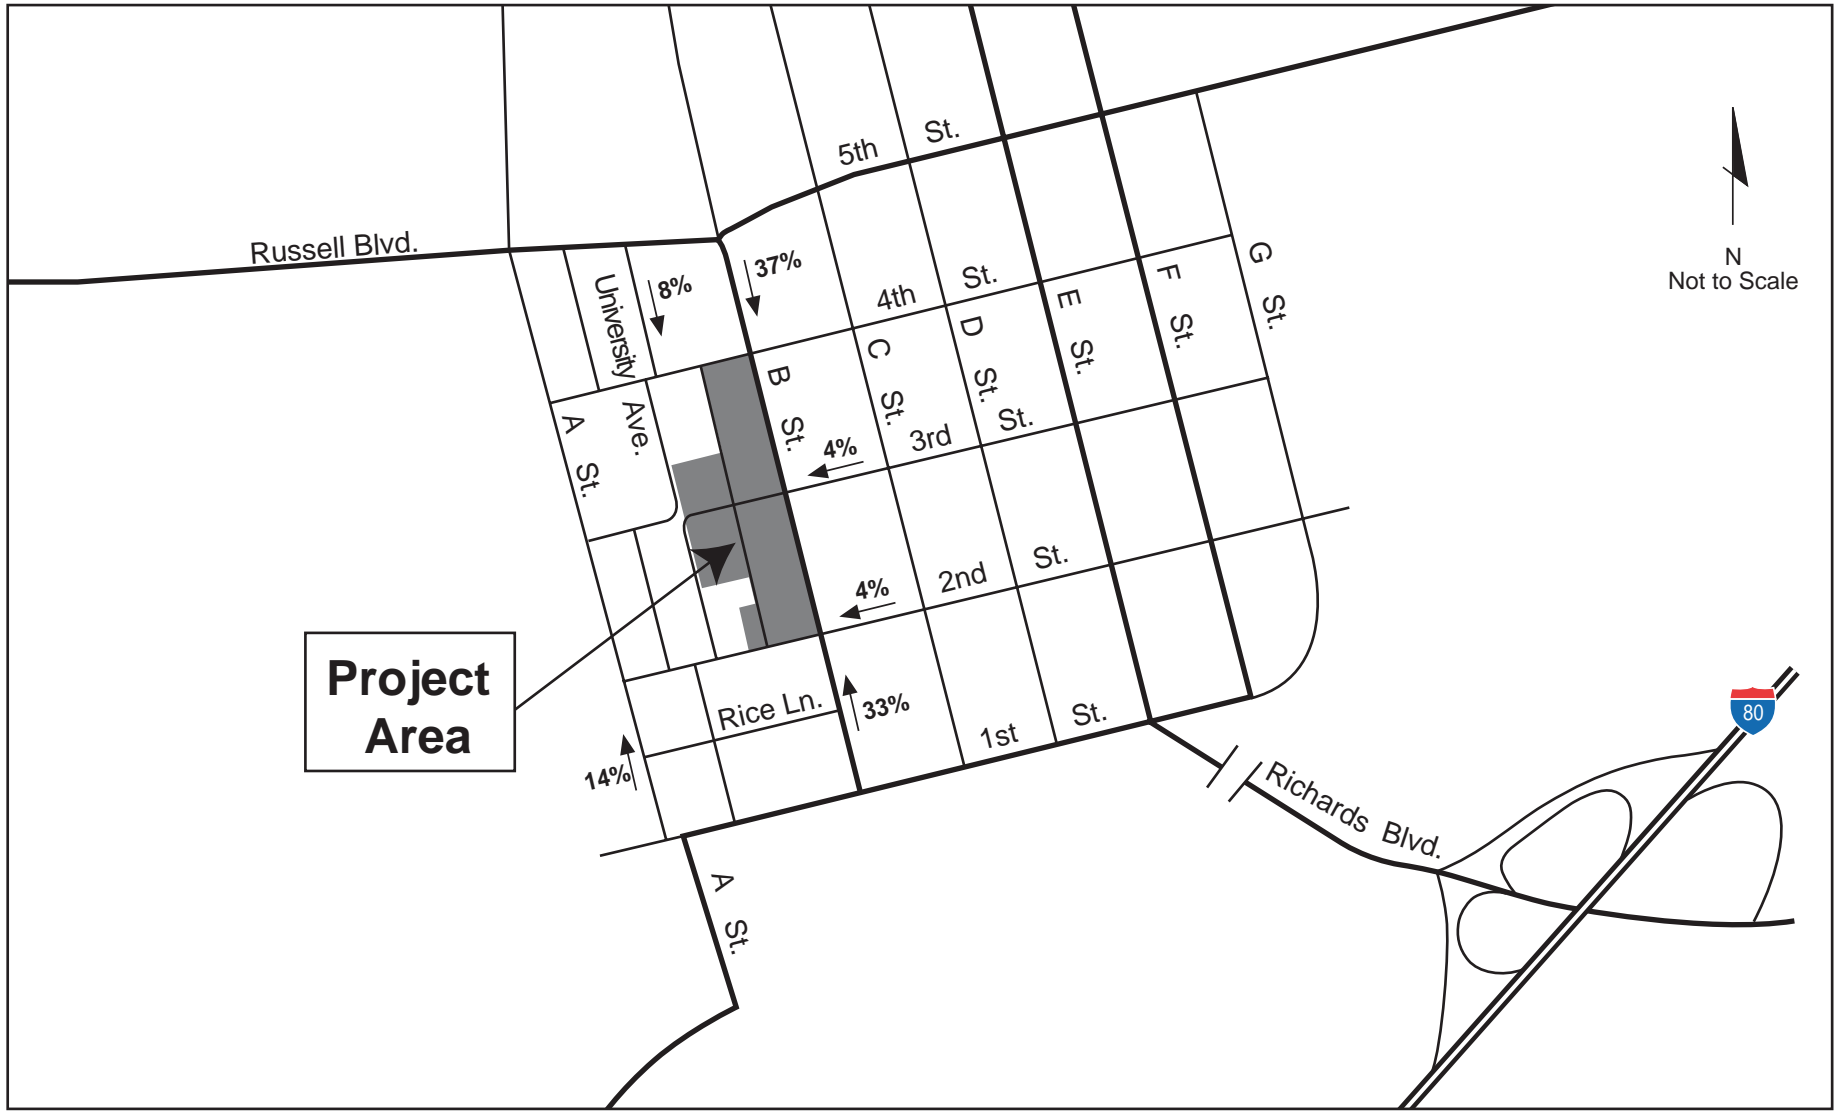 5th St.
Russell Blvd.
N
Not to Scale
37%
8%
University Ave.
4th St.
G St.
F St.
E St.
D St.
C St.
B St.
A St.
4%
3rd St.
4%
2nd St.
Project
Area
Rice Ln.
33%
14%
1st St.
80
Richards Blvd.
A St.